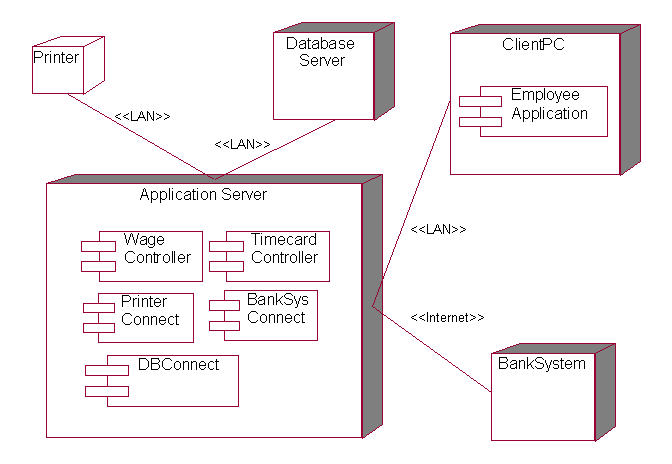 Printer
Database
Server
ClientPC
Employee
Application
<<LAN>>
<<LAN>>
Application Server
Wage
Controller
Timecard
Controller
Printer
Connect
BankSys
Connect
DBConnect
<<LAN>>
<<Internet>>
BankSystem